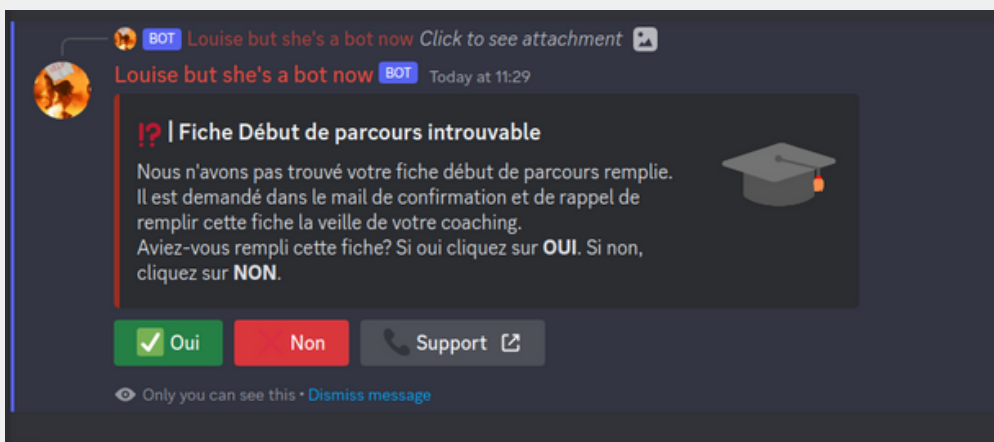 BOT Louise but she's a bot now Click to see attachment
Louise but she's a bot now BOT Today at 11:29
⁉ | Fiche Début de parcours introuvable
Nous n'avons pas trouvé votre fiche début de parcours remplie.
Il est demandé dans le mail de confirmation et de rappel de
remplir cette fiche la veille de votre coaching.
Aviez-vous rempli cette fiche? Si oui cliquez sur OUI. Si non,
cliquez sur NON.
Oui Non Support
Only you can see this • Dismiss message